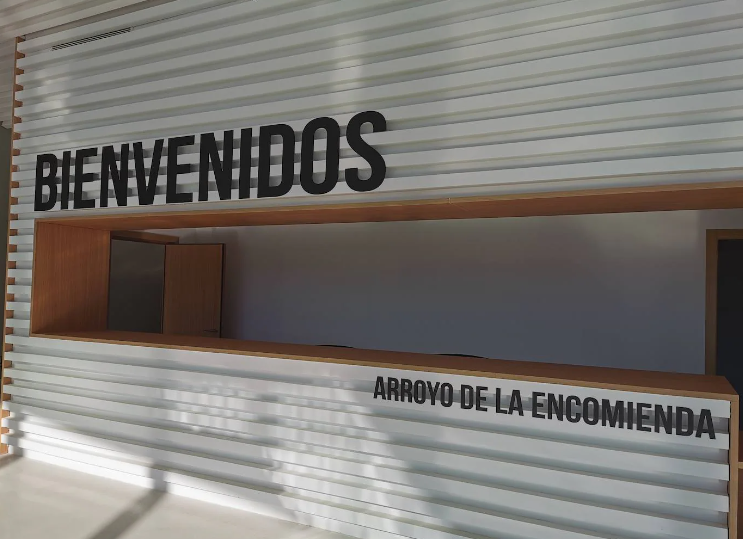 BIENVENIDOS
ARROYO DE LA ENCOMIENDA